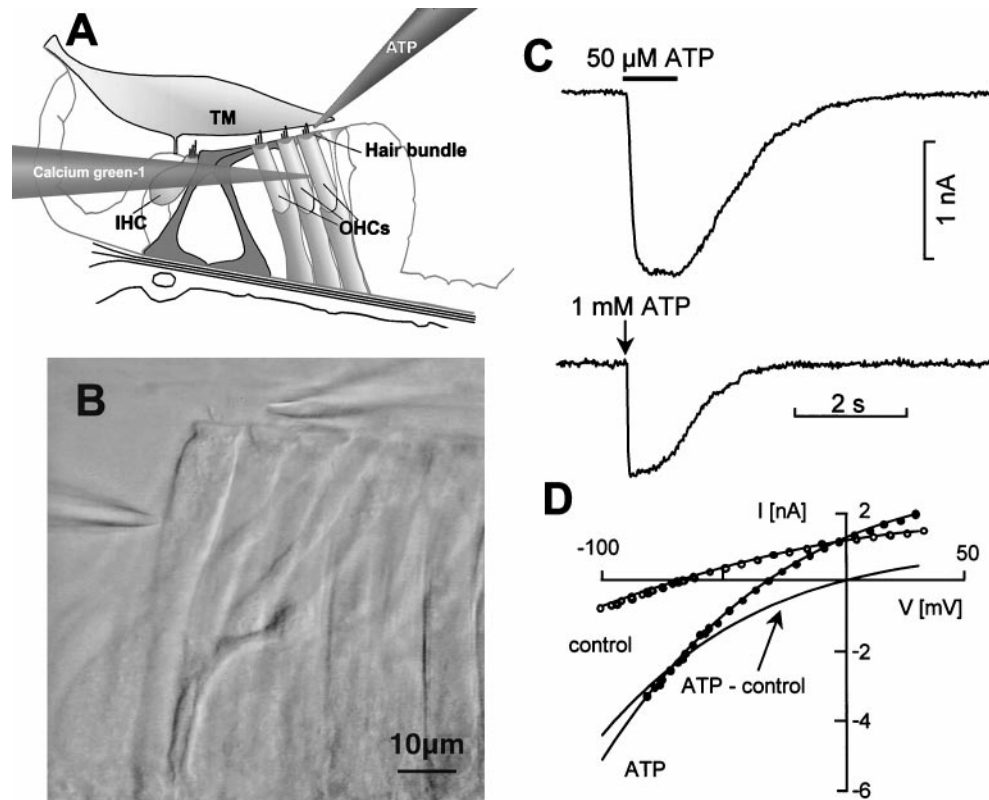 A
ATP
TM
Hair bundle
Calcium green-1
IHC
OHCs
B
10µm
C
50 µM ATP
1 nA
1 mM ATP
2 s
D
I [nA]
2
-100
50
V [mV]
control
-2
ATP - control
-4
ATP
-6